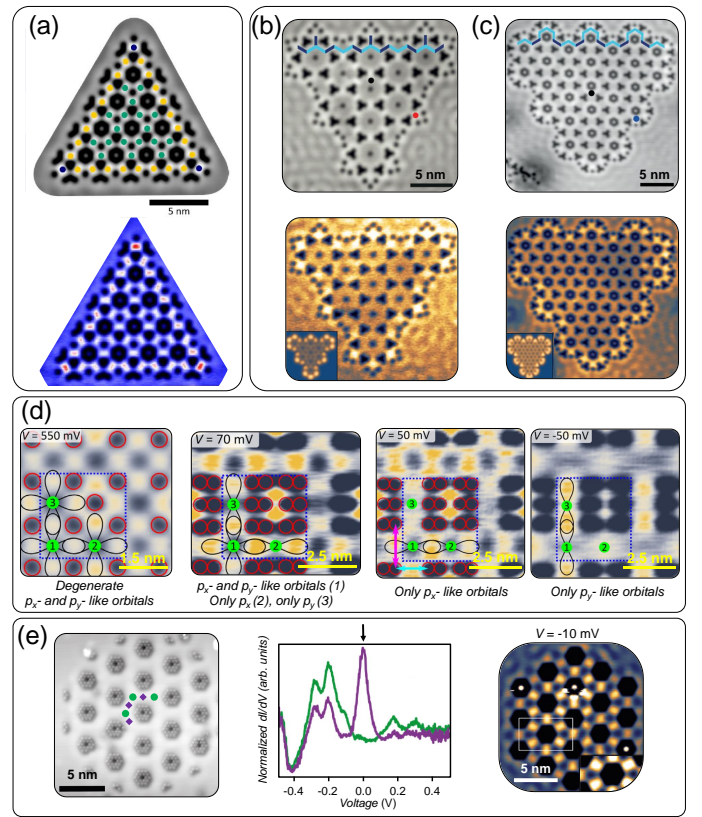 (a)
5 nm
(b)
5 nm
(c)
5 nm
(d)
V = 550 mV
3
1
2
1.5 nm
Degenerate
px- and py- like orbitals
V = 70 mV
3
1
2
2.5 nm
px- and py- like orbitals (1)
Only px (2), only py (3)
V = 50 mV
3
1
2
2.5 nm
Only px- like orbitals
V = -50 mV
3
1
2
2.5 nm
Only py- like orbitals
(e)
5 nm
Normalized dI/dV (arb. units)
-0.4 -0.2 0.0 0.2 0.4
Voltage (V)
V = -10 mV
5 nm